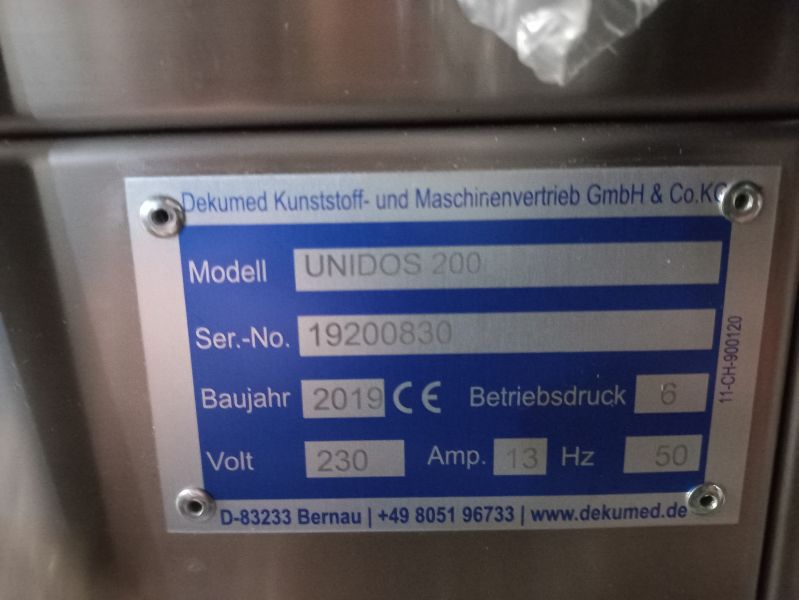 Dekumed Kunststoff- und Maschinenvertrieb GmbH & Co.KG
Modell UNIDOS 200
Ser.-No. 19200830
Baujahr 2019 CE Betriebsdruck 6
Volt 230 Amp. 13 Hz 50
11-CH-900120
D-83233 Bernau | +49 8051 96733 | www.dekumed.de